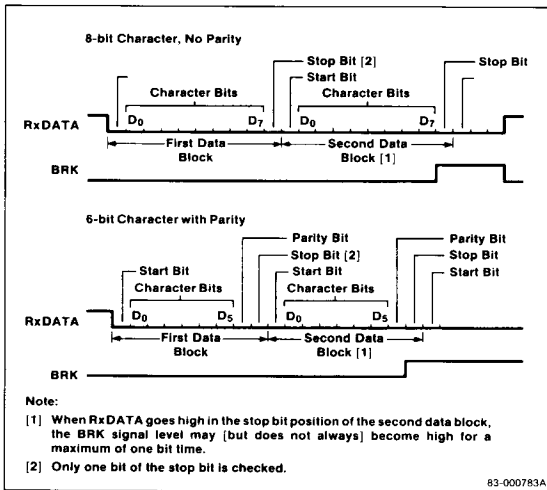 8-bit Character, No Parity
Stop Bit [2]
Stop Bit
Start Bit
Character Bits
Character Bits
RxDATA
D0
D7
D0
D7
First Data
Block
Second Data
Block [1]
BRK
6-bit Character with Parity
Parity Bit
Parity Bit
Stop Bit [2]
Stop Bit
Start Bit
Start Bit
Start Bit
Character Bits
Character Bits
RxDATA
D0
D5
D0
D5
First Data
Block
Second Data
Block [1]
BRK
Note:
[1] When RxDATA goes high in the stop bit position of the second data block,
the BRK signal level may [but does not always] become high for a
maximum of one bit time.
[2] Only one bit of the stop bit is checked.
83-000783A